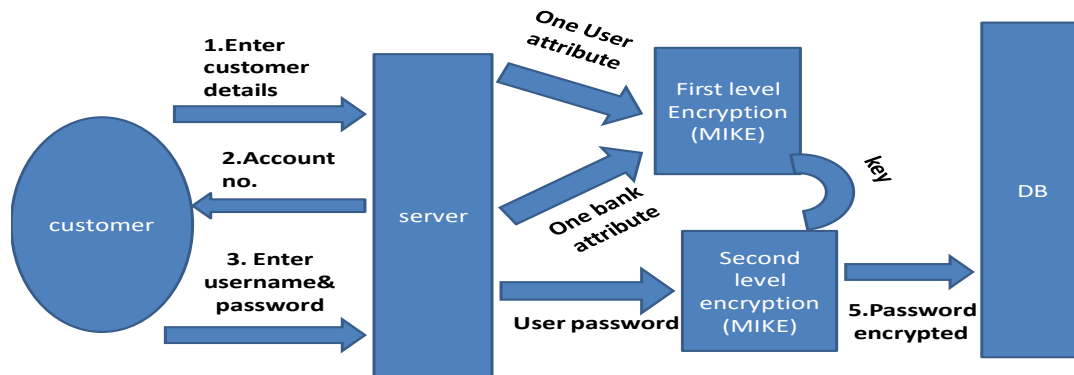 1.Enter
customer
details
2.Account
no.
3. Enter
username&
password
customer
server
One User
attribute
One bank
attribute
User password
First level
Encryption
(MIKE)
key
Second
level
encryption
(MIKE)
5.Password
encrypted
DB